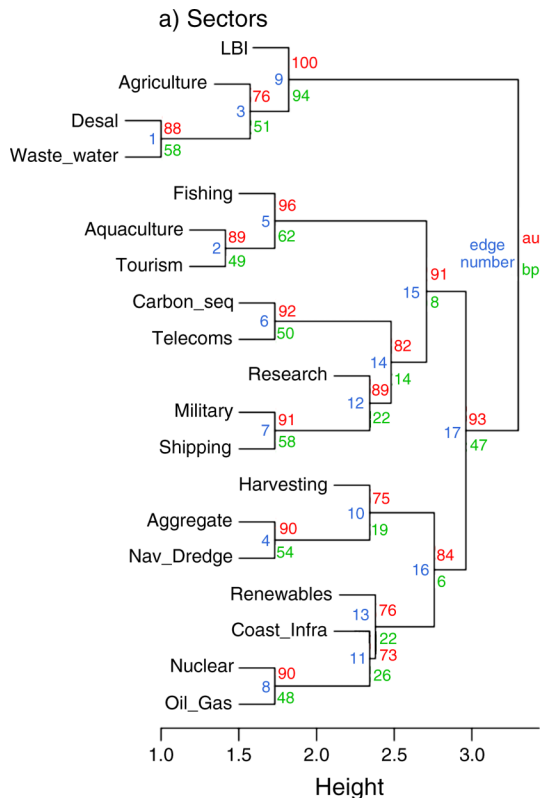 a) Sectors
LBI
100
9
94
Agriculture
76
3
51
Desal
88
1
58
Waste_water
Fishing
96
5
62
Aquaculture
89
2
49
Tourism
edge
number
au
bp
91
15
8
Carbon_seq
92
6
50
Telecoms
82
14
14
Research
89
12
22
Military
91
7
58
Shipping
93
17
47
Harvesting
75
10
19
Aggregate
90
4
54
Nav_Dredge
84
16
6
Renewables
76
13
22
Coast_Infra
73
11
26
Nuclear
90
8
48
Oil_Gas
1.0 1.5 2.0 2.5 3.0
Height